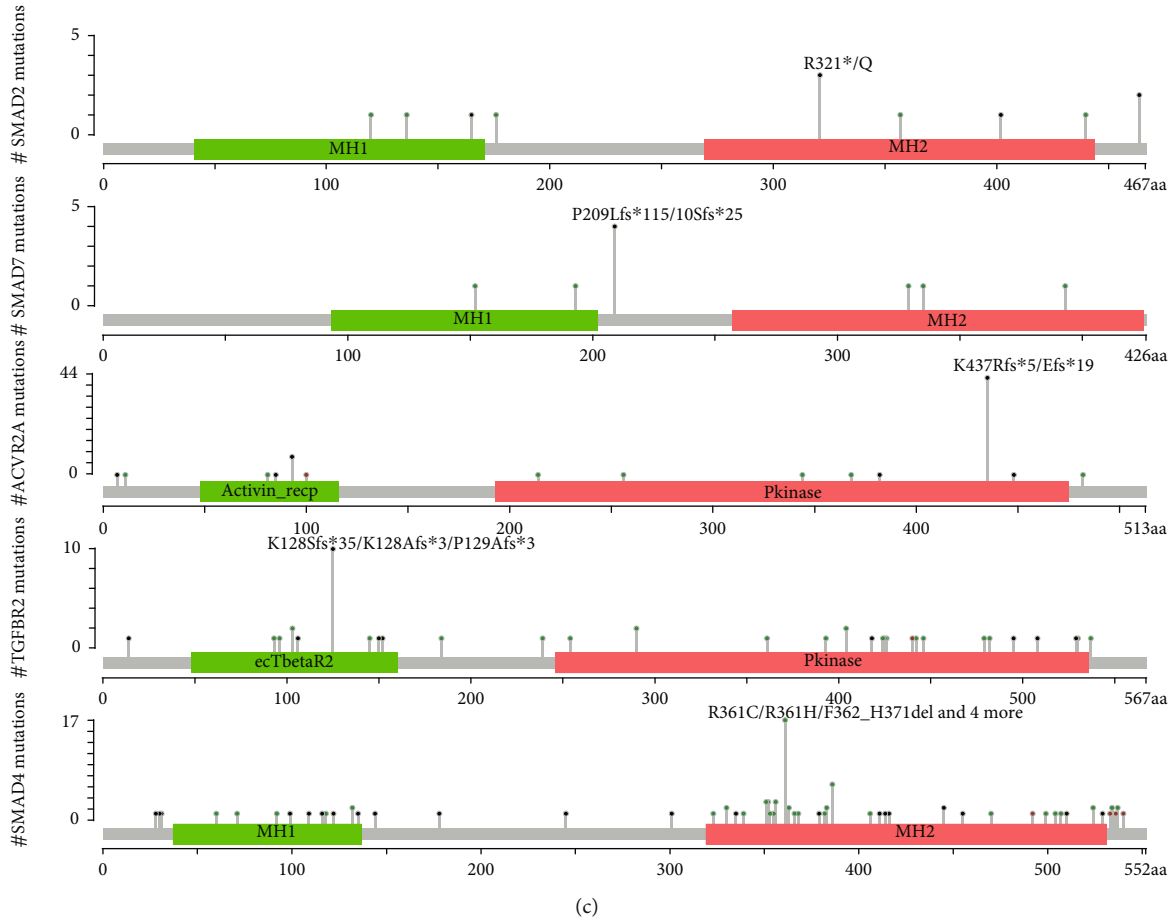 # SMAD2 mutations
5
0
R321*/Q
MH1
MH2
0 100 200 300 400 467aa
# SMAD7 mutations
5
0
P209Lfs*115/10Sfs*25
MH1
MH2
0 100 200 300 426aa
#ACVR2A mutations
44
0
K437Rfs*5/Efs*19
Activin_recp
Pkinase
0 100 200 300 400 513aa
#TGFBR2 mutations
10
0
K128Sfs*35/K128Afs*3/P129Afs*3
ecTbetaR2
Pkinase
0 100 200 300 400 500 567aa
#SMAD4 mutations
17
0
R361C/R361H/F362_H371del and 4 more
MH1
MH2
0 100 200 300 400 500 552aa
(c)